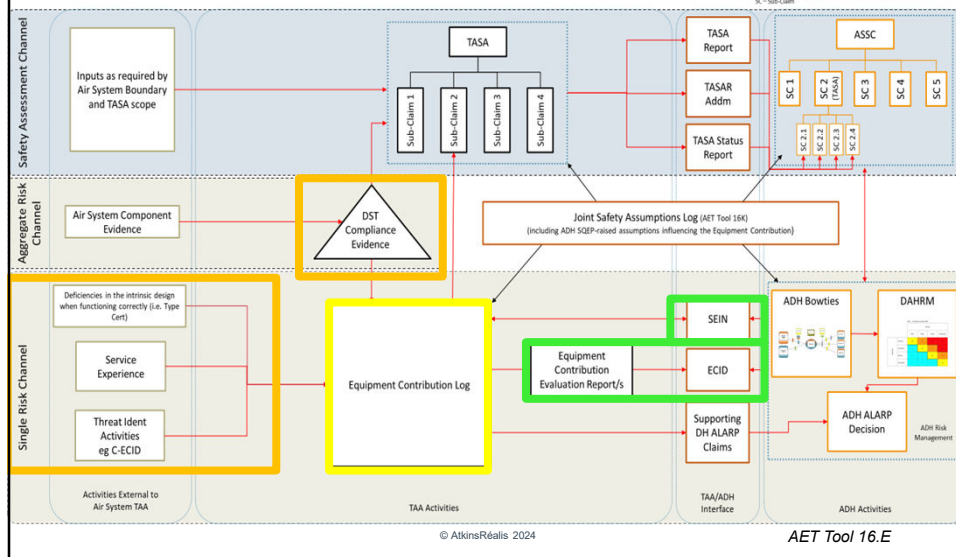 SC – Sub-Claim
Safety Assessment Channel
Inputs as required by
Air System Boundary
and TASA scope
TASA
Sub-Claim 1
Sub-Claim 2
Sub-Claim 3
Sub-Claim 4
TASA
Report
TASAR
Addm
TASA Status
Report
ASSC
SC 1
SC 2
(TASA)
SC 3
SC 4
SC 5
SC 2.1
SC 2.2
SC 2.3
SC 2.4
Aggregate Risk
Channel
Air System Component
Evidence
DST
Compliance
Evidence
Joint Safety Assumptions Log (AET Tool 16K)
(including ADH SQEP-raised assumptions influencing the Equipment Contribution)
Single Risk Channel
Deficiencies in the intrinsic design
when functioning correctly (i.e. Type
Cert)
Service
Experience
Threat Ident
Activities
eg C-ECID
Equipment Contribution Log
SEIN
Equipment
Contribution
Evaluation Report/s
ECID
Supporting
DH ALARP
Claims
ADH Bowties
DAHRM
ADH ALARP
Decision
ADH Risk
Management
Activities External to
Air System TAA
TAA Activities
TAA/ADH
Interface
ADH Activities
© AtkinsRéalis 2024
AET Tool 16.E